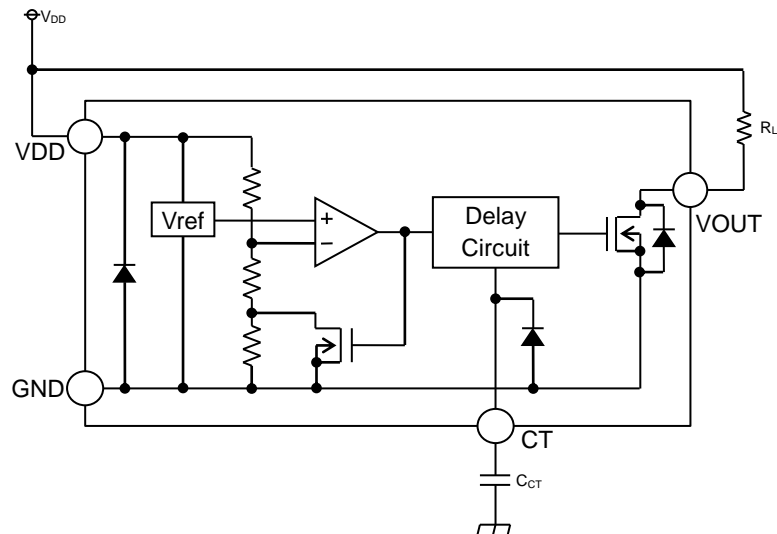 VDD
VDD
Vref
+
−
Delay
Circuit
RL
VOUT
GND
CT
CCT